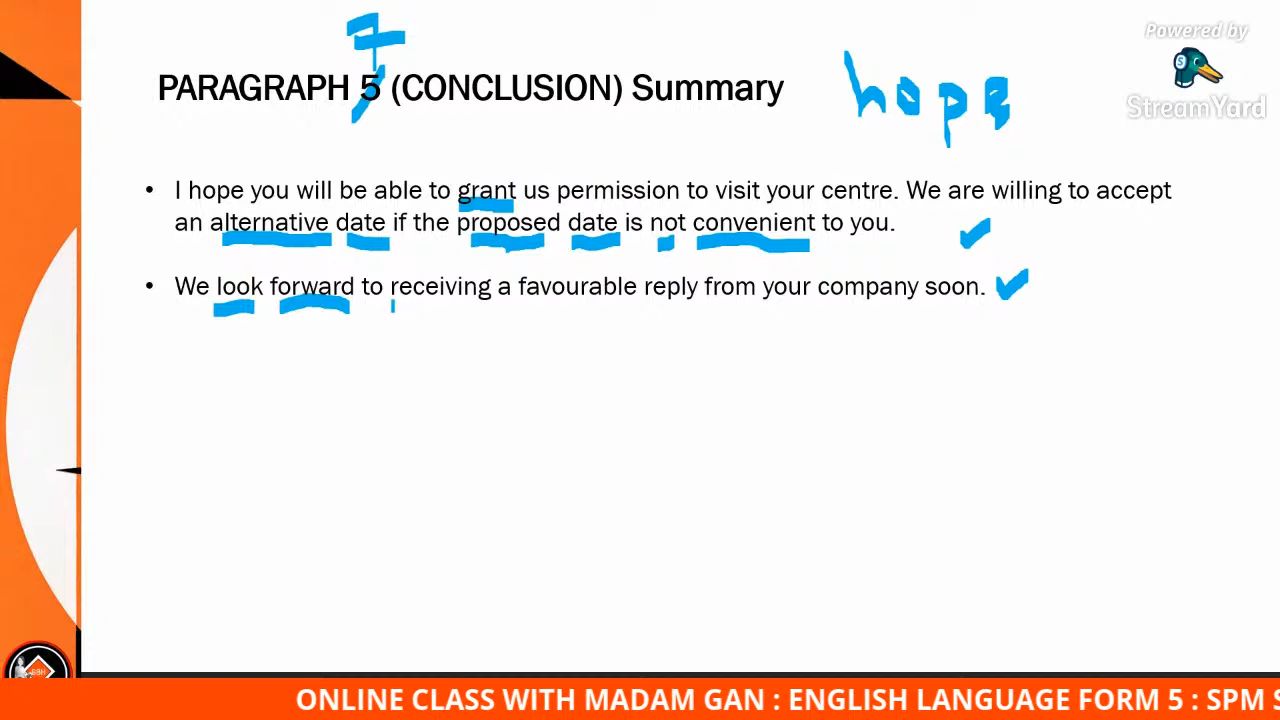 7
PARAGRAPH 5 (CONCLUSION) Summary
hope
Powered by
StreamYard
• I hope you will be able to grant us permission to visit your centre. We are willing to accept
an alternative date if the proposed date is not convenient to you.
• We look forward to receiving a favourable reply from your company soon.
ONLINE CLASS WITH MADAM GAN : ENGLISH LANGUAGE FORM 5 : SPM S